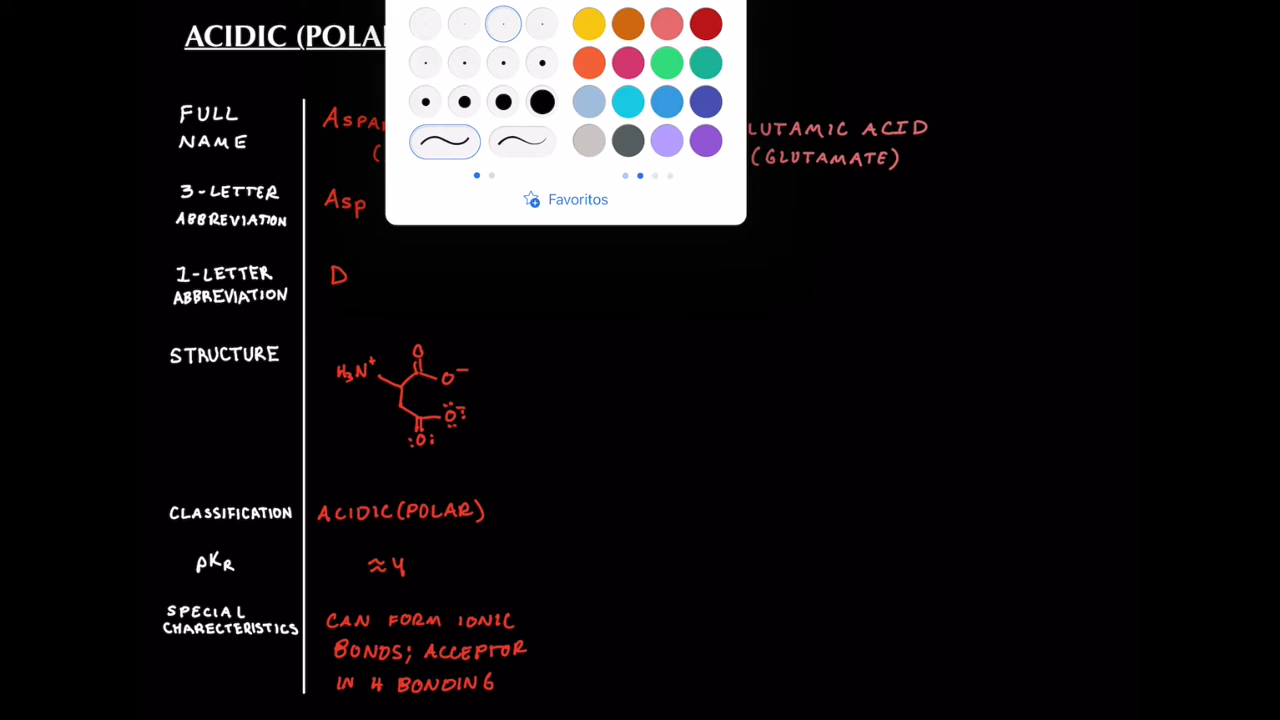 ACIDIC (POLA
FULL
NAME
ASPA
(
LUTAMIC ACID
(GLUTAMATE)
3-LETTER
ABBREVIATION
Asp
Favoritos
1-LETTER
ABBREVIATION
D
STRUCTURE
H₃N⁺
O
O⁻
:O:⁻
:O:
CLASSIFICATION
ACIDIC (POLAR)
pKR
≈4
SPECIAL
CHARECTERISTICS
CAN FORM IONIC
BONDS; ACCEPTOR
IN H BONDING